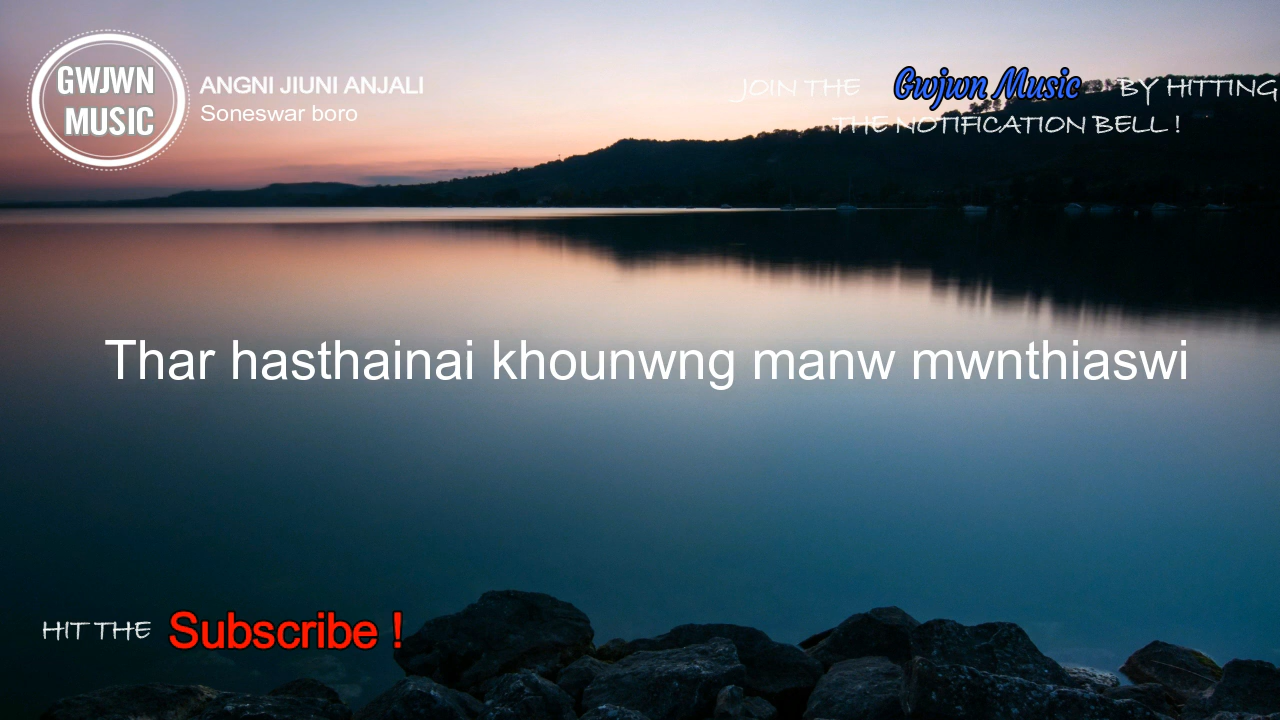 GWJWN
MUSIC
ANGNI JIUNI ANJALI
Soneswar boro
JOIN THE Gwjwn Music BY HITTING
THE NOTIFICATION BELL !
Thar hasthainai khounwng manw mwnthiaswi
HIT THE Subscribe !